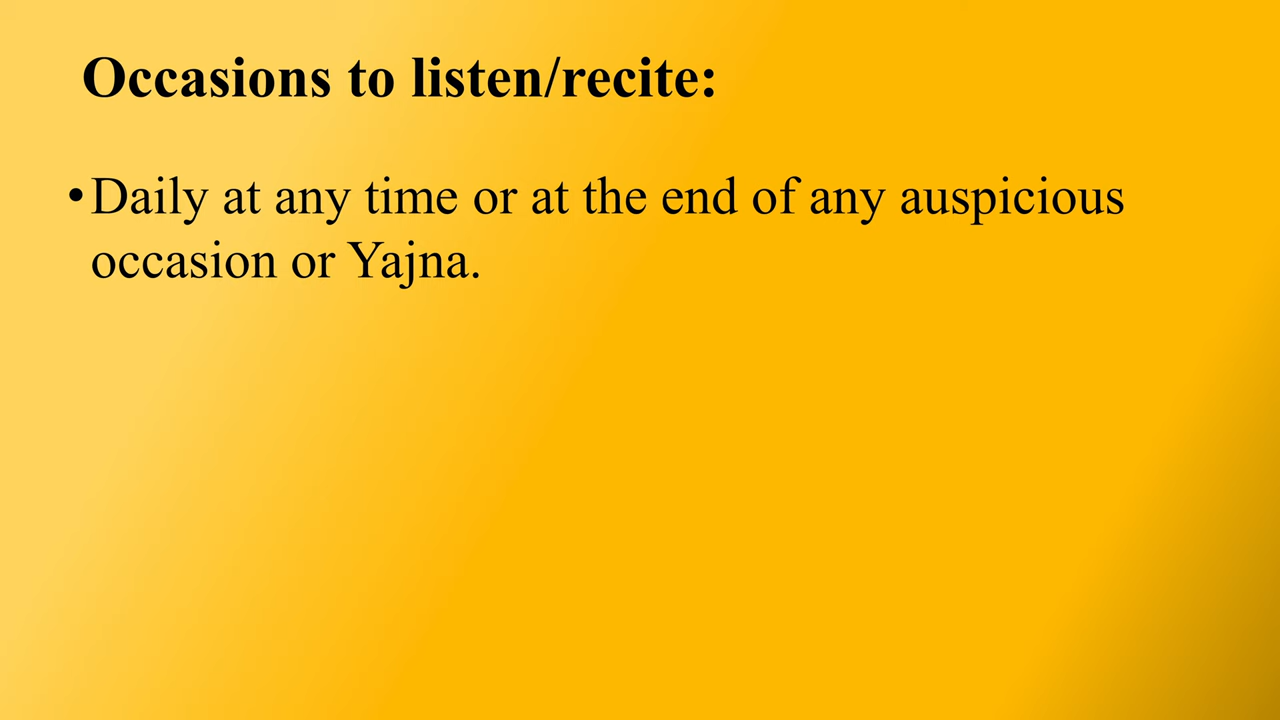 Occasions to listen/recite:
•Daily at any time or at the end of any auspicious
occasion or Yajna.